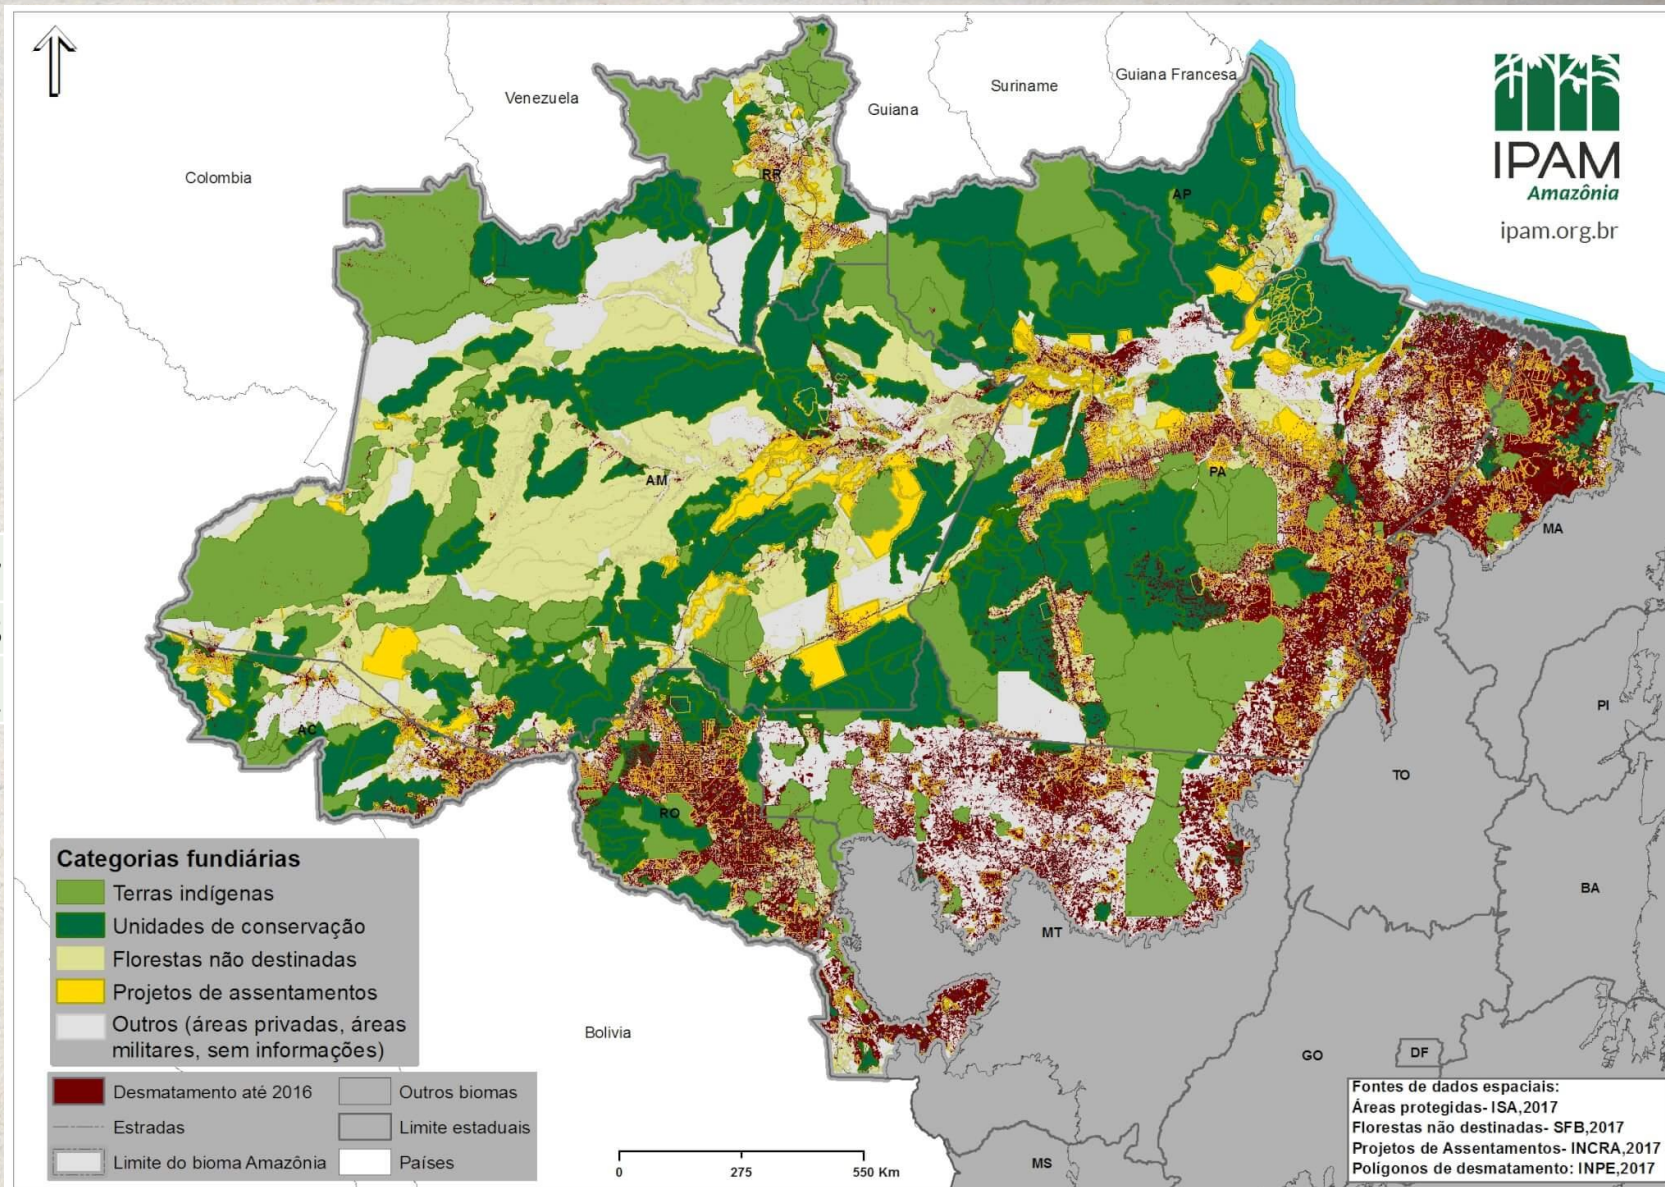 Venezuela
Suriname
Guiana Francesa
Guiana
Colombia
IPAM
Amazônia
ipam.org.br
RR
AP
AM
PA
MA
AC
RO
PI
TO
BA
MT
Bolivia
GO
DF
MS
Categorias fundiárias
Terras indígenas
Unidades de conservação
Florestas não destinadas
Projetos de assentamentos
Outros (áreas privadas, áreas
militares, sem informações)
Desmatamento até 2016
Outros biomas
Estradas
Limite estaduais
Limite do bioma Amazônia
Países
0 275 550 Km
Fontes de dados espaciais:
Áreas protegidas- ISA,2017
Florestas não destinadas- SFB,2017
Projetos de Assentamentos- INCRA,2017
Polígonos de desmatamento: INPE,2017